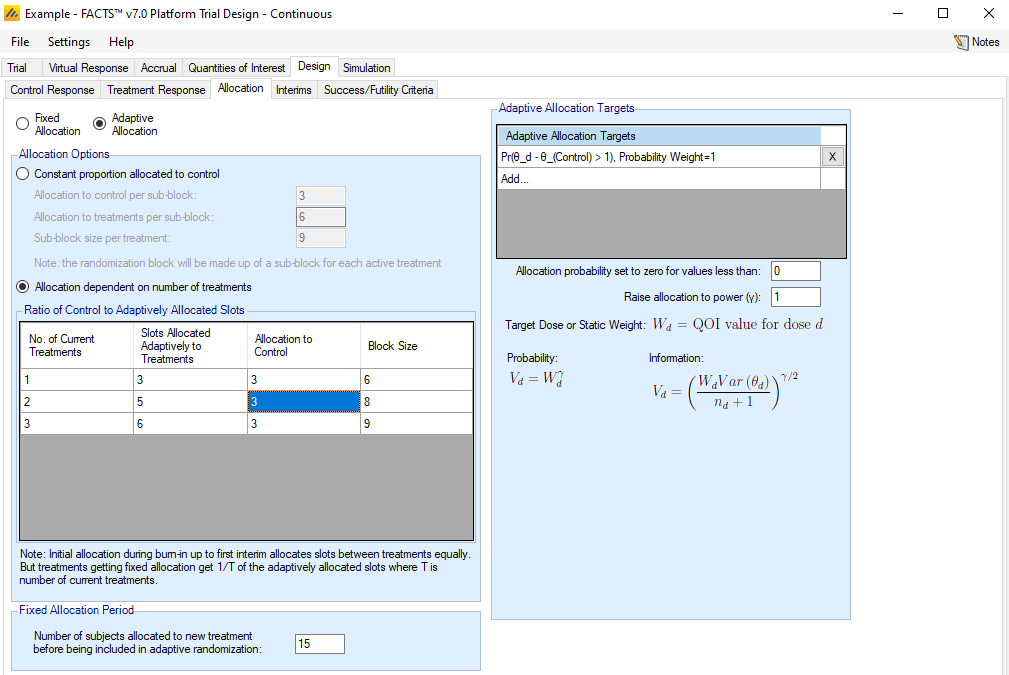 Example - FACTS™ v7.0 Platform Trial Design - Continuous
File Settings Help Notes
Trial Virtual Response Accrual Quantities of Interest Design Simulation
Control Response Treatment Response Allocation Interims Success/Futility Criteria
Fixed Allocation
Adaptive Allocation
Allocation Options
Constant proportion allocated to control
Allocation to control per sub-block: 3
Allocation to treatments per sub-block: 6
Sub-block size per treatment: 9
Note: the randomization block will be made up of a sub-block for each active treatment
Allocation dependent on number of treatments
Ratio of Control to Adaptively Allocated Slots
No. of Current Treatments Slots Allocated Adaptively to Treatments Allocation to Control Block Size
1 3 3 6
2 5 3 8
3 6 3 9
Note: Initial allocation during burn-in up to first interim allocates slots between treatments equally.
But treatments getting fixed allocation get 1/T of the adaptively allocated slots where T is
number of current treatments.
Fixed Allocation Period
Number of subjects allocated to new treatment
before being included in adaptive randomization: 15
Adaptive Allocation Targets
Adaptive Allocation Targets
Pr(θ_d - θ_(Control) > 1), Probability Weight=1 X
Add...
Allocation probability set to zero for values less than: 0
Raise allocation to power (γ): 1
Target Dose or Static Weight: W_d = QOI value for dose d
Probability: Information:
V_d = W_d^γ
V_d = (W_d Var (θ_d) / n_d + 1)^γ/2